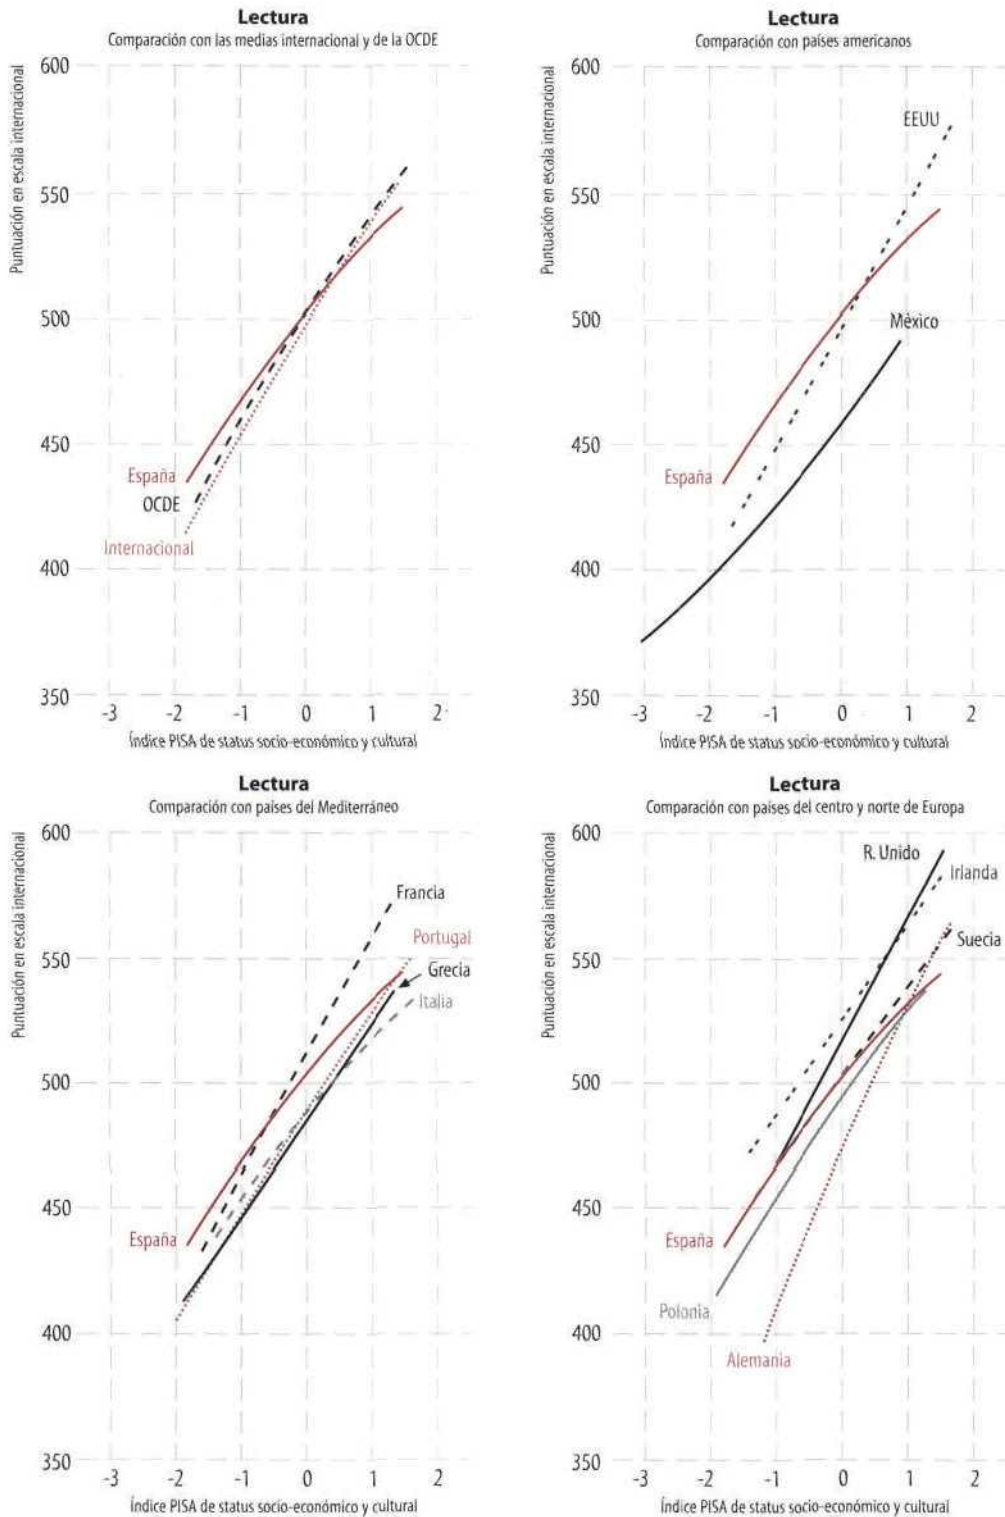 Lectura
Comparación con las medias internacional y de la OCDE
Puntuación en escala internacional
600
550
500
450
400
350
España
OCDE
Internacional
-3 -2 -1 0 1 2
Índice PISA de status socio-económico y cultural
Lectura
Comparación con países americanos
Puntuación en escala internacional
600
550
500
450
400
350
EEUU
México
España
-3 -2 -1 0 1 2
Índice PISA de status socio-económico y cultural
Lectura
Comparación con países del Mediterráneo
Puntuación en escala internacional
600
550
500
450
400
350
Francia
Portugal
Grecia
Italia
España
-3 -2 -1 0 1 2
Índice PISA de status socio-económico y cultural
Lectura
Comparación con países del centro y norte de Europa
Puntuación en escala internacional
600
550
500
450
400
350
R. Unido
Irlanda
Suecia
España
Polonia
Alemania
-3 -2 -1 0 1 2
Índice PISA de status socio-económico y cultural